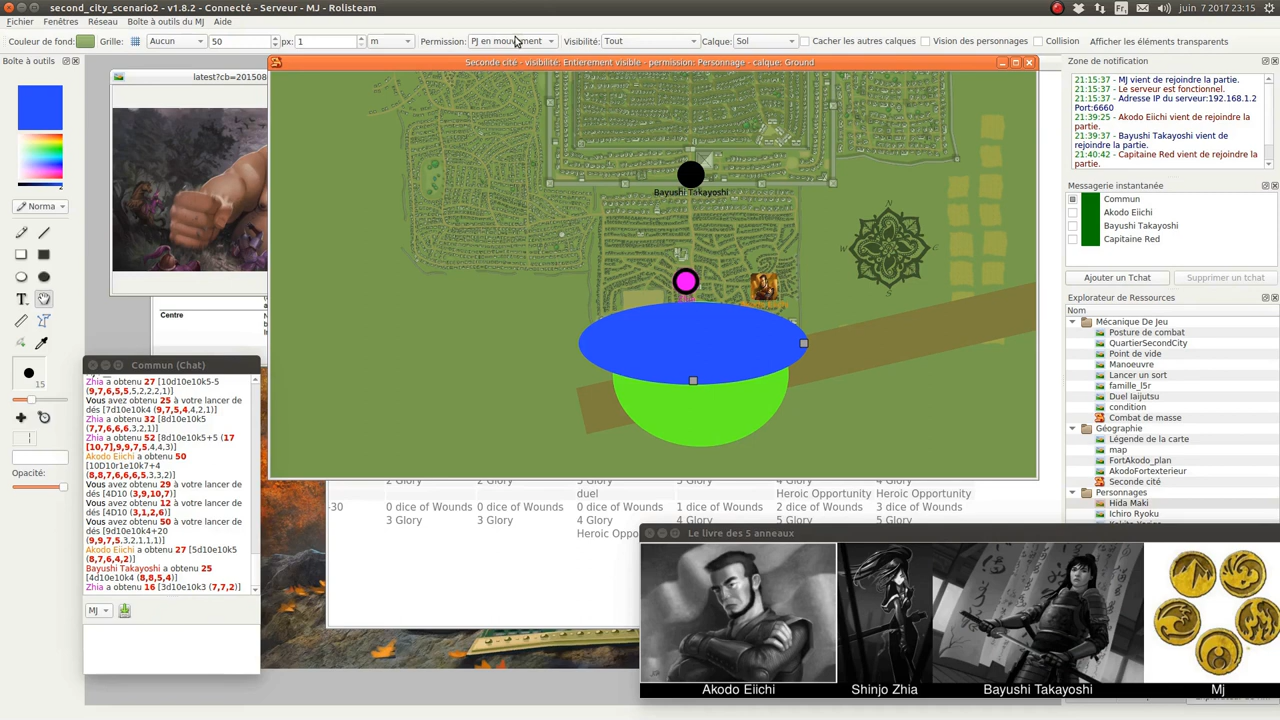 second_city_scenario2 - v1.8.2 - Connecté - Serveur - MJ - Rolisteam
Fr
juin 7 2017 23:15
Fichier Fenêtres Réseau Boîte à outils du MJ Aide
Couleur de fond: Grille: Aucun 50 px: 1 m Permission: PJ en mouvement Visibilité: Tout Calque: Sol Cacher les autres calques Vision des personnages Collision Afficher les éléments transparents
Boîte à outils
Norma
15
Opacité:
latest?cb=201508
Centre
Seconde cité - visibilité: Entièrement visible - permission: Personnage - calque: Ground
Bayushi Takayoshi
N
E
S
W
Commun (Chat)
Zhia a obtenu 27 [10d10e10k5-5
(9,7,6,5,5,5,2,2,2,1)]
Vous avez obtenu 25 à votre lancer de
dés [7d10e10k4 (9,7,5,4,4,2,1)]
Zhia a obtenu 32 [8d10e10k5
(7,7,6,6,6,3,2,1)]
Zhia a obtenu 52 [8d10e10k5+5 (17
[10,7],9,9,7,5,4,4,3)]
Akodo Eiichi a obtenu 50
[10D10r1e10k7+4
(8,8,7,6,6,6,5,3,3,2)]
Vous avez obtenu 29 à votre lancer de
dés [4D10 (3,9,10,7)]
Vous avez obtenu 12 à votre lancer de
dés [4D10 (3,1,2,6)]
Vous avez obtenu 50 à votre lancer de
dés [9d10e10k4+20
(9,9,7,5,3,2,1,1,1)]
Akodo Eiichi a obtenu 27 [5d10e10k5
(8,7,6,4,2)]
Bayushi Takayoshi a obtenu 25
[4d10e10k4 (8,8,5,4)]
Zhia a obtenu 16 [3d10e10k3 (7,7,2)]
MJ
2 Glory 2 Glory 3 Glory 3 Glory 4 Glory 4 Glory
duel Heroic Opportunity Heroic Opportunity
-30 0 dice of Wounds 0 dice of Wounds 0 dice of Wounds 1 dice of Wounds 2 dice of Wounds 3 dice of Wounds
3 Glory 3 Glory 4 Glory 4 Glory 5 Glory 5 Glory
Heroic Oppo
Le livre des 5 anneaux
Akodo Eiichi
Shinjo Zhia
Bayushi Takayoshi
Mj
Zone de notification
21:15:37 - MJ vient de rejoindre la partie.
21:15:37 - Le serveur est fonctionnel.
21:15:37 - Adresse IP du serveur:192.168.1.2
Port:6660
21:39:25 - Akodo Eiichi vient de rejoindre la
partie.
21:39:37 - Bayushi Takayoshi vient de
rejoindre la partie.
21:40:42 - Capitaine Red vient de rejoindre la
partie.
Messagerie instantanée
Commun
Akodo Eiichi
Bayushi Takayoshi
Capitaine Red
Ajouter un Tchat Supprimer un tchat
Explorateur de Ressources
Nom
Mécanique De Jeu
Posture de combat
QuartierSecondCity
Point de vide
Manoeuvre
Lancer un sort
famille_l5r
Duel Iaijutsu
condition
Combat de masse
Géographie
Légende de la carte
map
FortAkodo_plan
AkodoFortexterieur
Seconde cité
Personnages
Hida Maki
Ichiro Ryoku